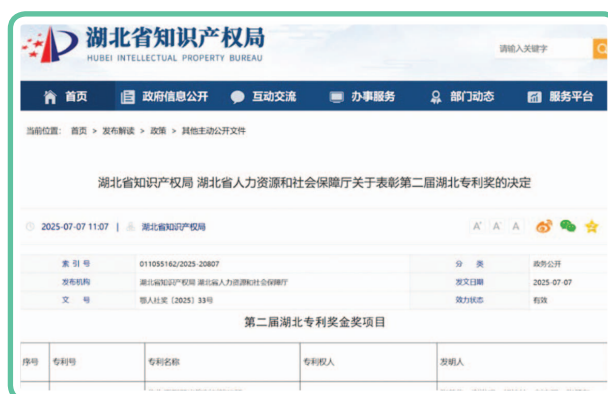 湖北省知识产权局
HUBEI INTELLECTUAL PROPERTY BUREAU
请输入关键字
首页 政府信息公开 互动交流 办事服务 部门动态 服务平台
当前位置: 首页 > 发布解读 > 政策 > 其他主动公开文件
湖北省知识产权局 湖北省人力资源和社会保障厅关于表彰第二届湖北专利奖的决定
2025-07-07 11:07 | 湖北省知识产权局 A+ A A-
索引号 011055162/2025-20807 分 类 政务公开
发布机构 湖北省知识产权局 湖北省人力资源和社会保障厅 发文日期 2025-07-07
文 号 鄂人社奖〔2025〕33号 效力状态 有效
第二届湖北专利奖金奖项目
序号 专利号 专利名称 专利权人 发明人